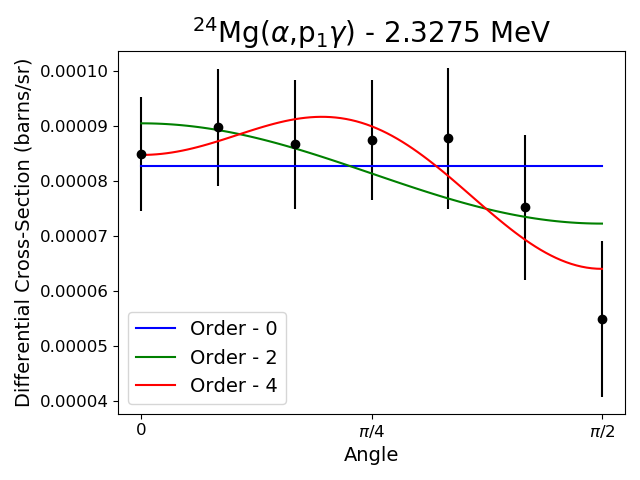 ²⁴Mg(α,p₁γ) - 2.3275 MeV
Differential Cross-Section (barns/sr)
0.00010
0.00009
0.00008
0.00007
0.00006
0.00005
0.00004
Order - 0
Order - 2
Order - 4
0
π/4
π/2
Angle